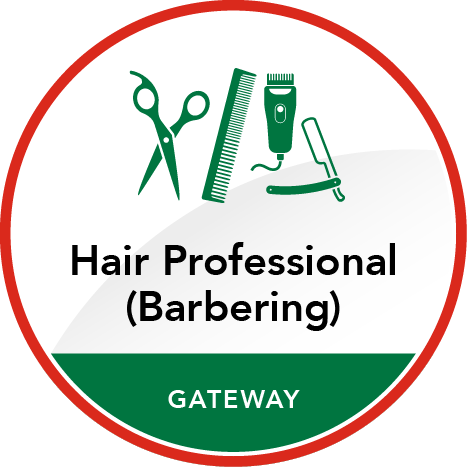 Hair Professional
(Barbering)
GATEWAY